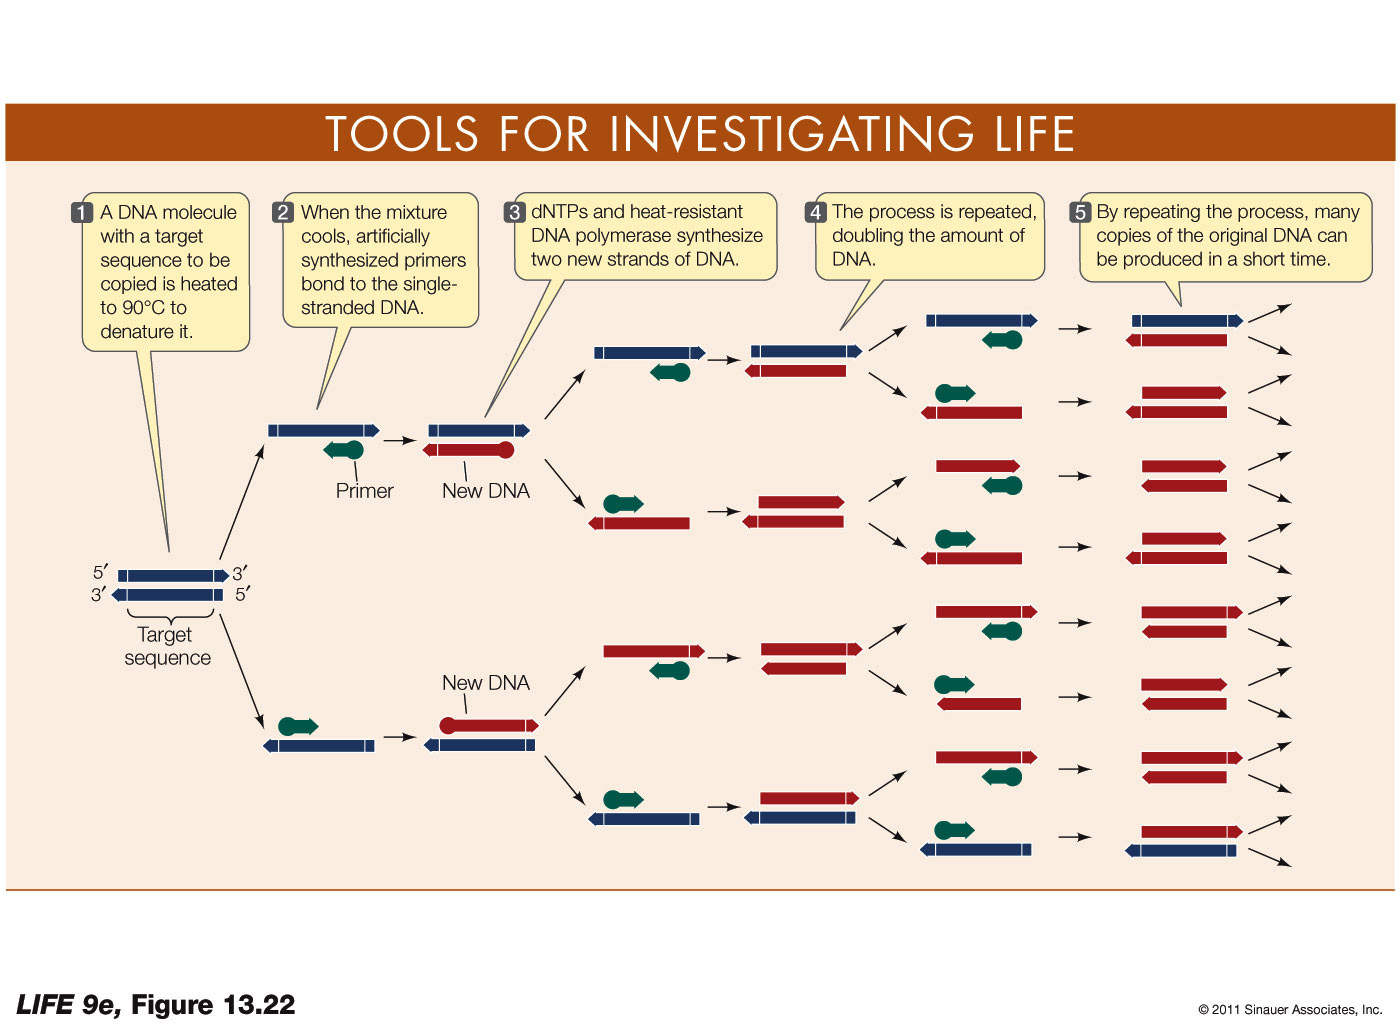 TOOLS FOR INVESTIGATING LIFE
1 A DNA molecule
with a target
sequence to be
copied is heated
to 90°C to
denature it.
2 When the mixture
cools, artificially
synthesized primers
bond to the single-
stranded DNA.
3 dNTPs and heat-resistant
DNA polymerase synthesize
two new strands of DNA.
4 The process is repeated,
doubling the amount of
DNA.
5 By repeating the process, many
copies of the original DNA can
be produced in a short time.
Primer
New DNA
5′ 3′
3′ 5′
Target
sequence
New DNA
LIFE 9e, Figure 13.22
© 2011 Sinauer Associates, Inc.